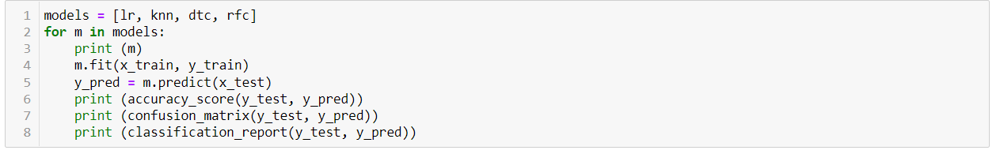 1 models = [lr, knn, dtc, rfc]
2 for m in models:
3     print (m)
4     m.fit(x_train, y_train)
5     y_pred = m.predict(x_test)
6     print (accuracy_score(y_test, y_pred))
7     print (confusion_matrix(y_test, y_pred))
8     print (classification_report(y_test, y_pred))